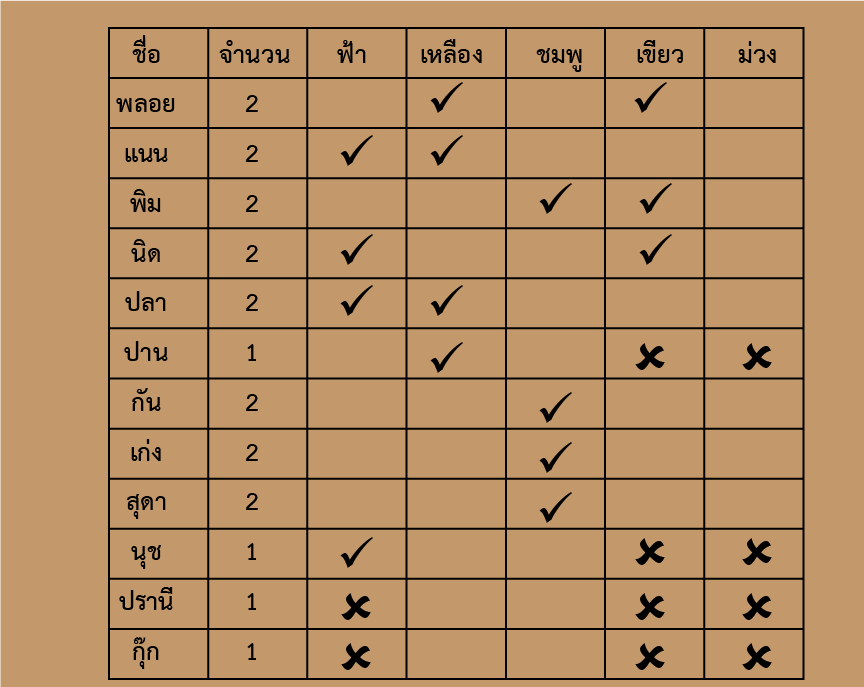 ชื่อ จำนวน ฟ้า เหลือง ชมพู เขียว ม่วง
พลอย 2 ✓ ✓
แนน 2 ✓ ✓
พิม 2 ✓ ✓
นิด 2 ✓ ✓
ปลา 2 ✓ ✓
ปาน 1 ✓ ✘ ✘
กัน 2 ✓
เก่ง 2 ✓
สุดา 2 ✓
นุช 1 ✓ ✘ ✘
ปรานี 1 ✘ ✘ ✘
กุ๊ก 1 ✘ ✘ ✘